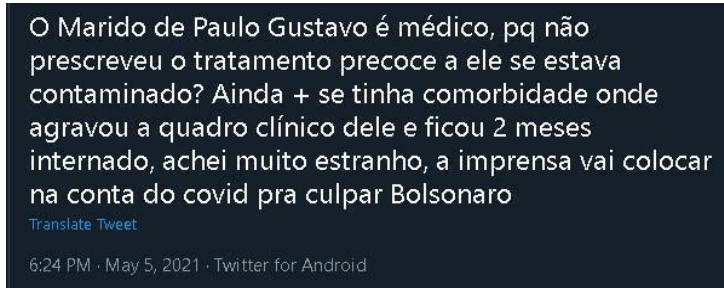 O Marido de Paulo Gustavo é médico, pq não
prescreveu o tratamento precoce a ele se estava
contaminado? Ainda + se tinha comorbidade onde
agravou a quadro clínico dele e ficou 2 meses
internado, achei muito estranho, a imprensa vai colocar
na conta do covid pra culpar Bolsonaro
Translate Tweet
6:24 PM · May 5, 2021 · Twitter for Android